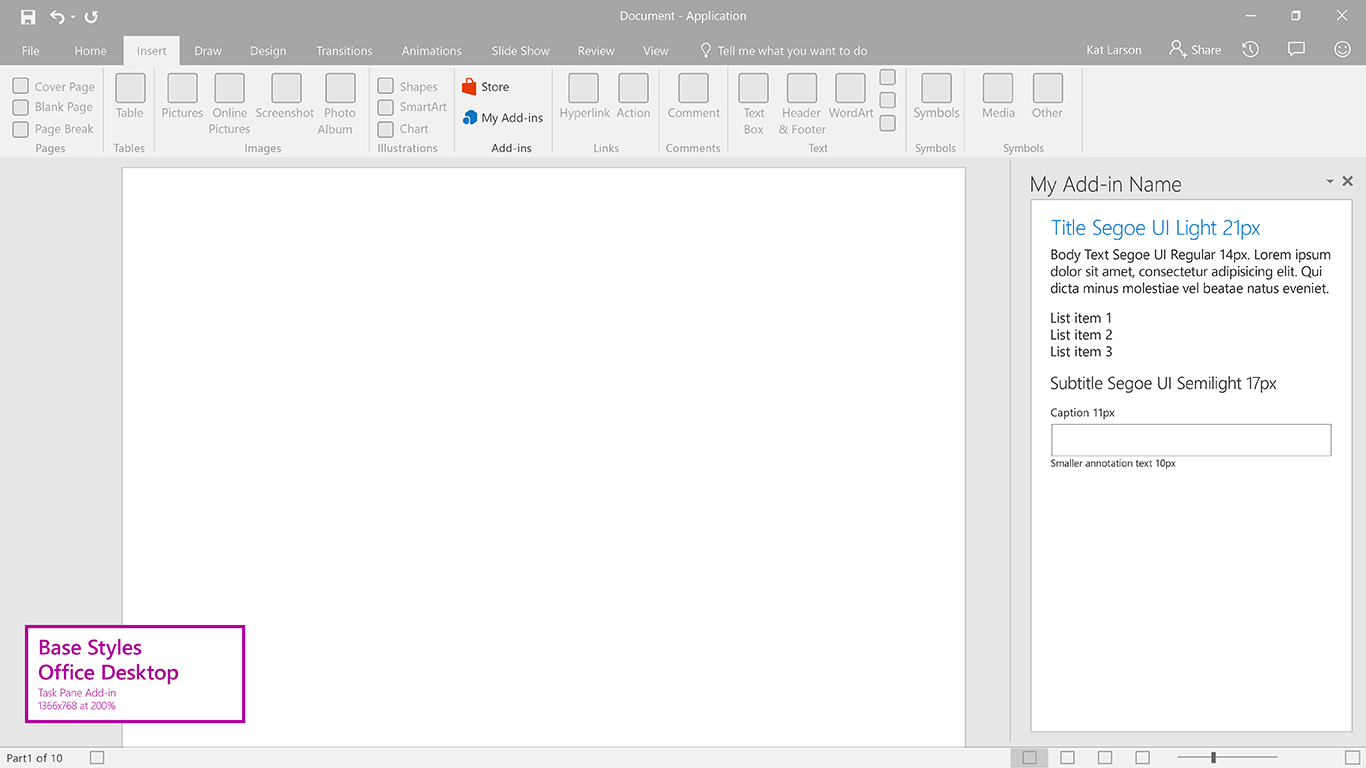 Document - Application
File Home Insert Draw Design Transitions Animations Slide Show Review View Tell me what you want to do Kat Larson Share
Cover Page
Blank Page
Page Break
Pages
Table
Tables
Pictures
Online
Pictures
Screenshot
Photo
Album
Images
Shapes
SmartArt
Chart
Illustrations
Store
My Add-ins
Add-ins
Hyperlink
Action
Links
Comment
Comments
Text
Box
Header
& Footer
WordArt
Text
Symbols
Symbols
Media
Other
Symbols
My Add-in Name
Title Segoe UI Light 21px
Body Text Segoe UI Regular 14px. Lorem ipsum
dolor sit amet, consectetur adipisicing elit. Qui
dicta minus molestiae vel beatae natus eveniet.
List item 1
List item 2
List item 3
Subtitle Segoe UI Semilight 17px
Caption 11px
Smaller annotation text 10px
Base Styles
Office Desktop
Task Pane Add-in
1366x768 at 200%
Part1 of 10